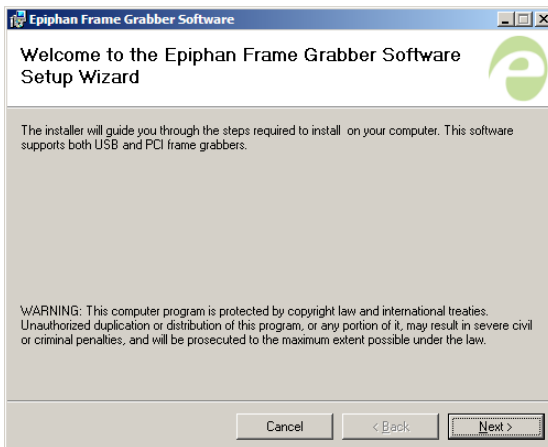 Epiphan Frame Grabber Software
Welcome to the Epiphan Frame Grabber Software
Setup Wizard
The installer will guide you through the steps required to install  on your computer. This software
supports both USB and PCI frame grabbers.
WARNING: This computer program is protected by copyright law and international treaties.
Unauthorized duplication or distribution of this program, or any portion of it, may result in severe civil
or criminal penalties, and will be prosecuted to the maximum extent possible under the law.
Cancel < Back Next >